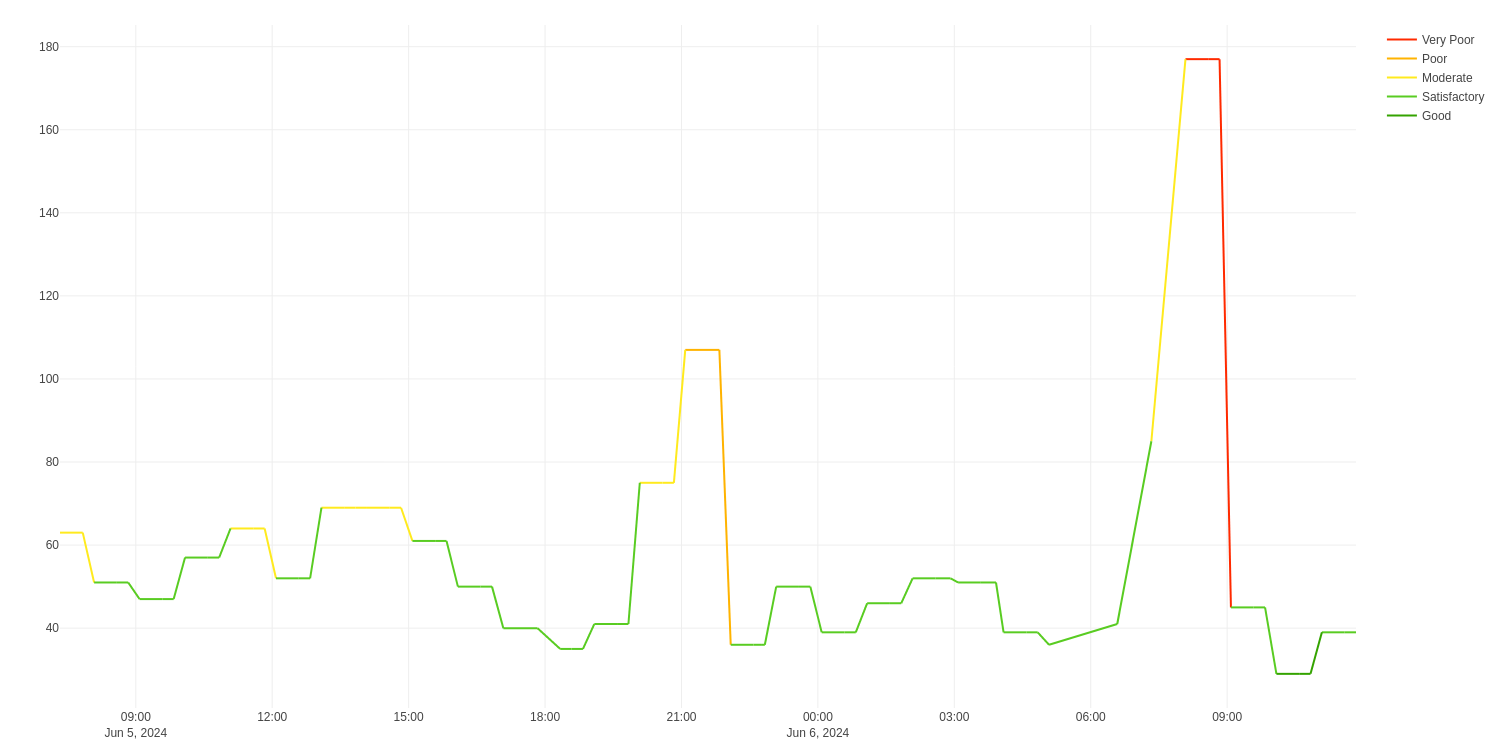 180
160
140
120
100
80
60
40
09:00
Jun 5, 2024
12:00
15:00
18:00
21:00
00:00
Jun 6, 2024
03:00
06:00
09:00
Very Poor
Poor
Moderate
Satisfactory
Good